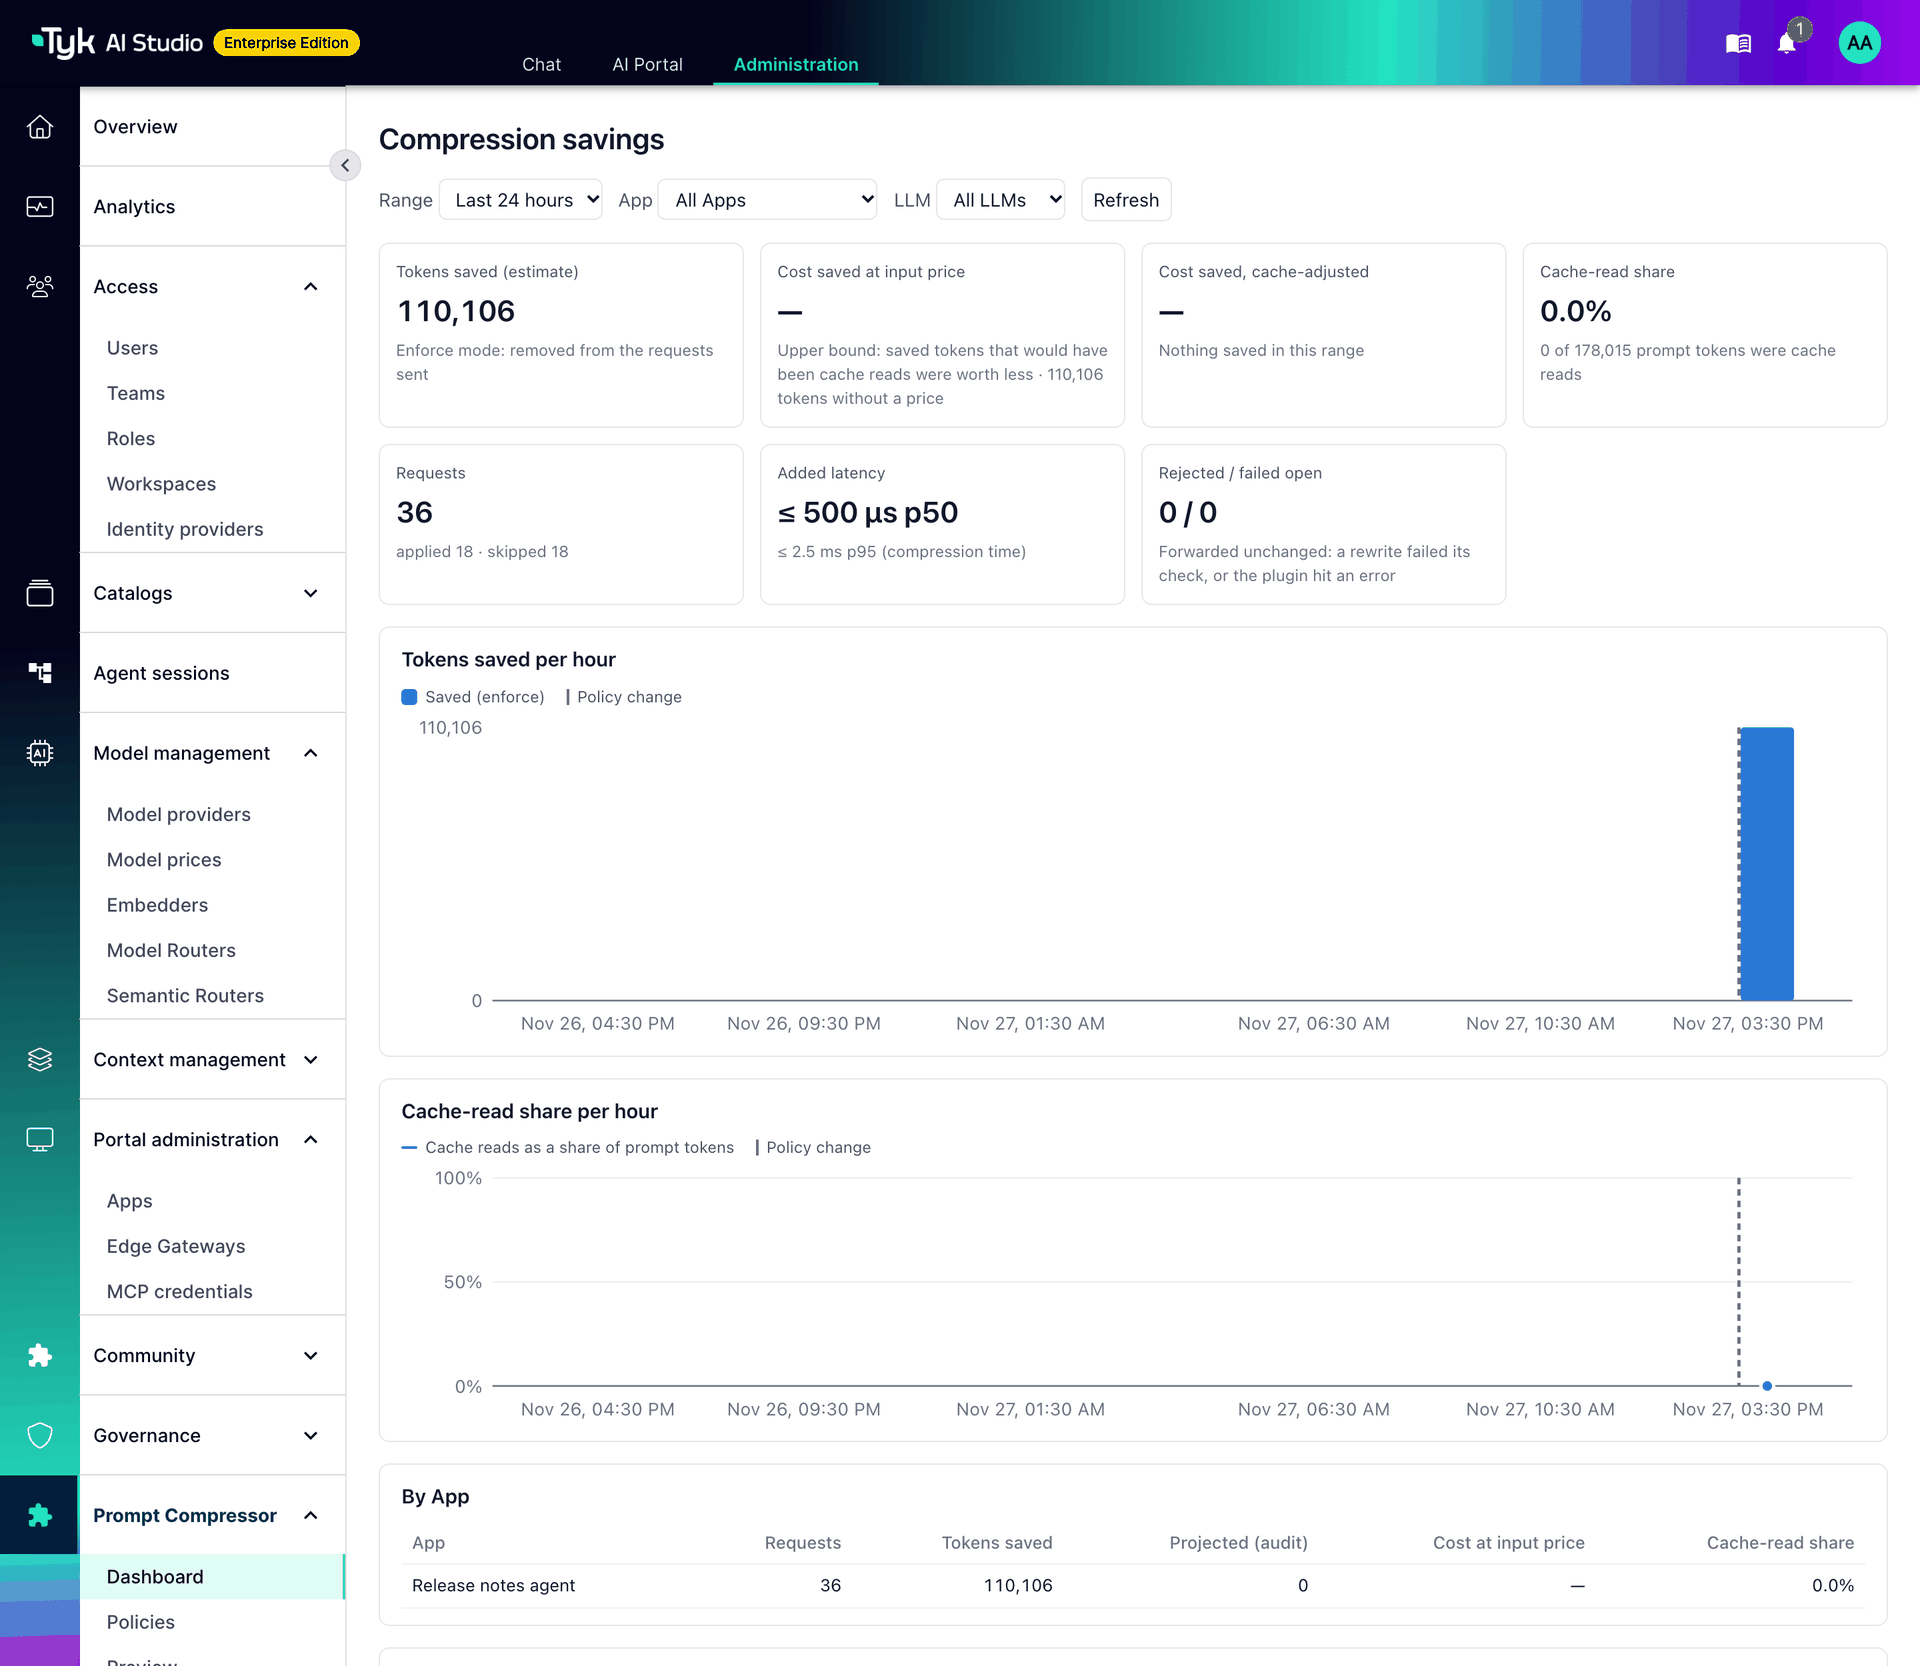 Tyk AI Studio
Enterprise Edition
Chat
AI Portal
Administration
1
AA
Overview
Analytics
Access
Users
Teams
Roles
Workspaces
Identity providers
Catalogs
Agent sessions
Model management
AI
Model providers
Model prices
Embedders
Model Routers
Semantic Routers
Context management
Portal administration
Apps
Edge Gateways
MCP credentials
Community
Governance
Prompt Compressor
Dashboard
Policies
Preview
Compression savings
Range
Last 24 hours
App
All Apps
LLM
All LLMs
Refresh
Tokens saved (estimate)
110,106
Enforce mode: removed from the requests
sent
Cost saved at input price
—
Upper bound: saved tokens that would have
been cache reads were worth less · 110,106
tokens without a price
Cost saved, cache-adjusted
—
Nothing saved in this range
Cache-read share
0.0%
0 of 178,015 prompt tokens were cache
reads
Requests
36
applied 18 · skipped 18
Added latency
≤ 500 µs p50
≤ 2.5 ms p95 (compression time)
Rejected / failed open
0 / 0
Forwarded unchanged: a rewrite failed its
check, or the plugin hit an error
Tokens saved per hour
Saved (enforce)
Policy change
110,106
0
Nov 26, 04:30 PM
Nov 26, 09:30 PM
Nov 27, 01:30 AM
Nov 27, 06:30 AM
Nov 27, 10:30 AM
Nov 27, 03:30 PM
Cache-read share per hour
Cache reads as a share of prompt tokens
Policy change
100%
50%
0%
Nov 26, 04:30 PM
Nov 26, 09:30 PM
Nov 27, 01:30 AM
Nov 27, 06:30 AM
Nov 27, 10:30 AM
Nov 27, 03:30 PM
By App
App Requests Tokens saved Projected (audit) Cost at input price Cache-read share
Release notes agent 36 110,106 0 — 0.0%